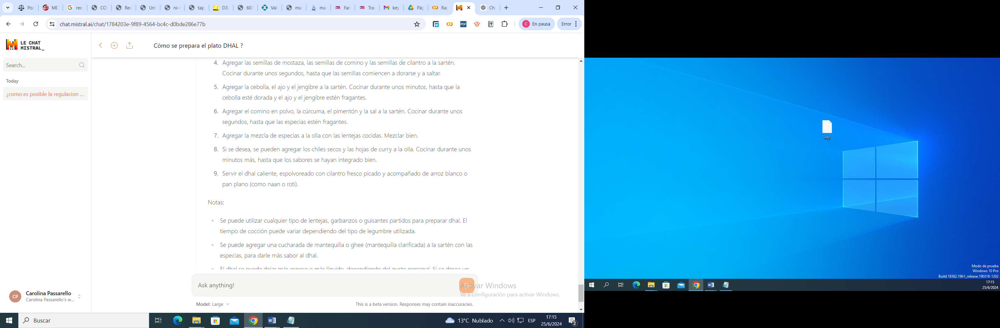 Poc
MD
rec
CO
Rec
Unt
ni-r
tap
D3
603
Val
ma
ma
Far
Tra
key
Pág
Rag
Ch
chat.mistral.ai/chat/1784203e-9f89-4564-bc4c-d0bde286e77b
PDF
C
En pausa
Error
LE CHAT
MISTRAL_
Search...
Today
¿como es posible la regulacion ...
Cómo se prepara el plato DHAL ?
4. Agregar las semillas de mostaza, las semillas de comino y las semillas de cilantro a la sartén.
Cocinar durante unos segundos, hasta que las semillas comiencen a dorarse y a saltar.
5. Agregar la cebolla, el ajo y el jengibre a la sartén. Cocinar durante unos minutos, hasta que la
cebolla esté dorada y el ajo y el jengibre estén fragantes.
6. Agregar el comino en polvo, la cúrcuma, el pimentón y la sal a la sartén. Cocinar durante unos
segundos, hasta que las especias estén fragantes.
7. Agregar la mezcla de especias a la olla con las lentejas cocidas. Mezclar bien.
8. Si se desea, se pueden agregar los chiles secos y las hojas de curry a la olla. Cocinar durante unos
minutos más, hasta que los sabores se hayan integrado bien.
9. Servir el dhal caliente, espolvoreado con cilantro fresco picado y acompañado de arroz blanco o
pan plano (como naan o roti).
Notas:
Se puede utilizar cualquier tipo de lentejas, garbanzos o guisantes partidos para preparar dhal. El
tiempo de cocción puede variar dependiendo del tipo de legumbre utilizada.
Se puede agregar una cucharada de mantequilla o ghee (mantequilla clarificada) a la sartén con las
especias, para darle más sabor al dhal.
El dhal se puede dejar más espeso o más líquido, dependiendo del gusto personal. Si se desea un
Ask anything!
Activar Windows
Ve a Configuración para activar Windows.
Model: Large
This is a beta version. Responses may contain inaccuracies.
CP
Carolina Passarello
Carolina Passarello's w...
Buscar
13°C Nublado
ESP
17:15
25/6/2024
2
key
Modo de prueba
Windows 10 Pro
Build 18362.19h1_release.190318-1202
17:15
25/6/2024